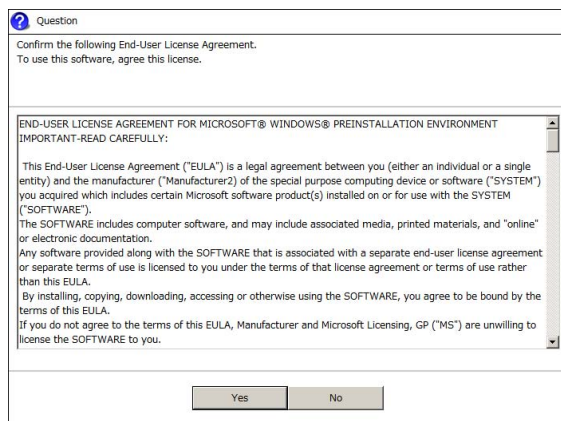 Question
Confirm the following End-User License Agreement.
To use this software, agree this license.
END-USER LICENSE AGREEMENT FOR MICROSOFT® WINDOWS® PREINSTALLATION ENVIRONMENT
IMPORTANT-READ CAREFULLY:
This End-User License Agreement ("EULA") is a legal agreement between you (either an individual or a single
entity) and the manufacturer ("Manufacturer2) of the special purpose computing device or software ("SYSTEM")
you acquired which includes certain Microsoft software product(s) installed on or for use with the SYSTEM
("SOFTWARE").
The SOFTWARE includes computer software, and may include associated media, printed materials, and "online"
or electronic documentation.
Any software provided along with the SOFTWARE that is associated with a separate end-user license agreement
or separate terms of use is licensed to you under the terms of that license agreement or terms of use rather
than this EULA.
By installing, copying, downloading, accessing or otherwise using the SOFTWARE, you agree to be bound by the
terms of this EULA.
If you do not agree to the terms of this EULA, Manufacturer and Microsoft Licensing, GP ("MS") are unwilling to
license the SOFTWARE to you.
Yes No